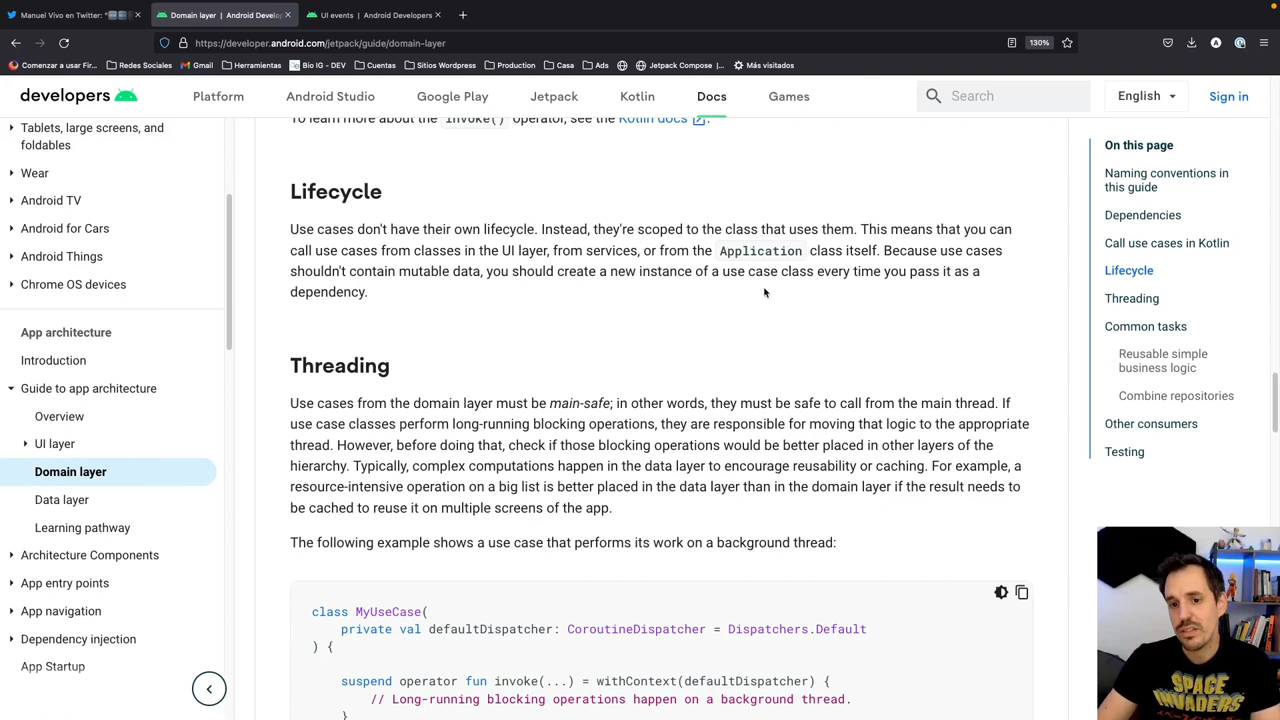 Manuel Vivo en Twitter: "
Domain layer | Android Develo
UI events | Android Developers
https://developer.android.com/jetpack/guide/domain-layer
130%
Comenzar a usar Fir...
Redes Sociales
Gmail
Herramientas
Bio IG - DEV
Cuentas
Sitios Wordpress
Production
Casa
Ads
Jetpack Compose |...
Más visitados
developers
Platform
Android Studio
Google Play
Jetpack
Kotlin
Docs
Games
Search
English
Sign in
Tablets, large screens, and
foldables
Wear
Android TV
Android for Cars
Android Things
Chrome OS devices
App architecture
Introduction
Guide to app architecture
Overview
UI layer
Domain layer
Data layer
Learning pathway
Architecture Components
App entry points
App navigation
Dependency injection
App Startup
To learn more about the invoke() operator, see the Kotlin docs.
Lifecycle
Use cases don't have their own lifecycle. Instead, they're scoped to the class that uses them. This means that you can
call use cases from classes in the UI layer, from services, or from the Application class itself. Because use cases
shouldn't contain mutable data, you should create a new instance of a use case class every time you pass it as a
dependency.
Threading
Use cases from the domain layer must be main-safe; in other words, they must be safe to call from the main thread. If
use case classes perform long-running blocking operations, they are responsible for moving that logic to the appropriate
thread. However, before doing that, check if those blocking operations would be better placed in other layers of the
hierarchy. Typically, complex computations happen in the data layer to encourage reusability or caching. For example, a
resource-intensive operation on a big list is better placed in the data layer than in the domain layer if the result needs to
be cached to reuse it on multiple screens of the app.
The following example shows a use case that performs its work on a background thread:
class MyUseCase(
private val defaultDispatcher: CoroutineDispatcher = Dispatchers.Default
) {
suspend operator fun invoke(...) = withContext(defaultDispatcher) {
// Long-running blocking operations happen on a background thread.
}
On this page
Naming conventions in
this guide
Dependencies
Call use cases in Kotlin
Lifecycle
Threading
Common tasks
Reusable simple
business logic
Combine repositories
Other consumers
Testing
SPACE
INVADERS